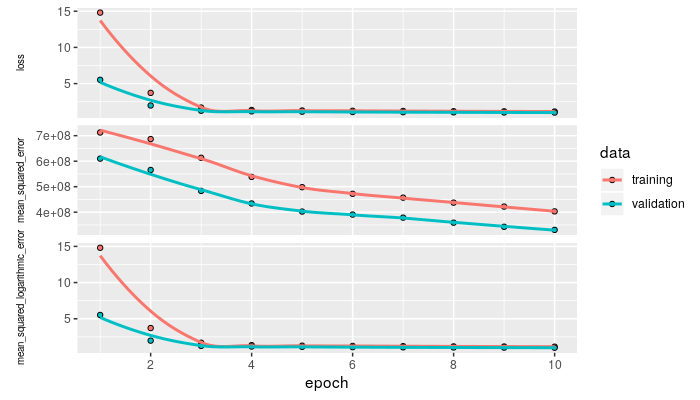 loss
15
10
5
mean_squared_error
7e+08
6e+08
5e+08
4e+08
mean_squared_logarithmic_error
15
10
5
2 4 6 8 10
epoch
data
training
validation